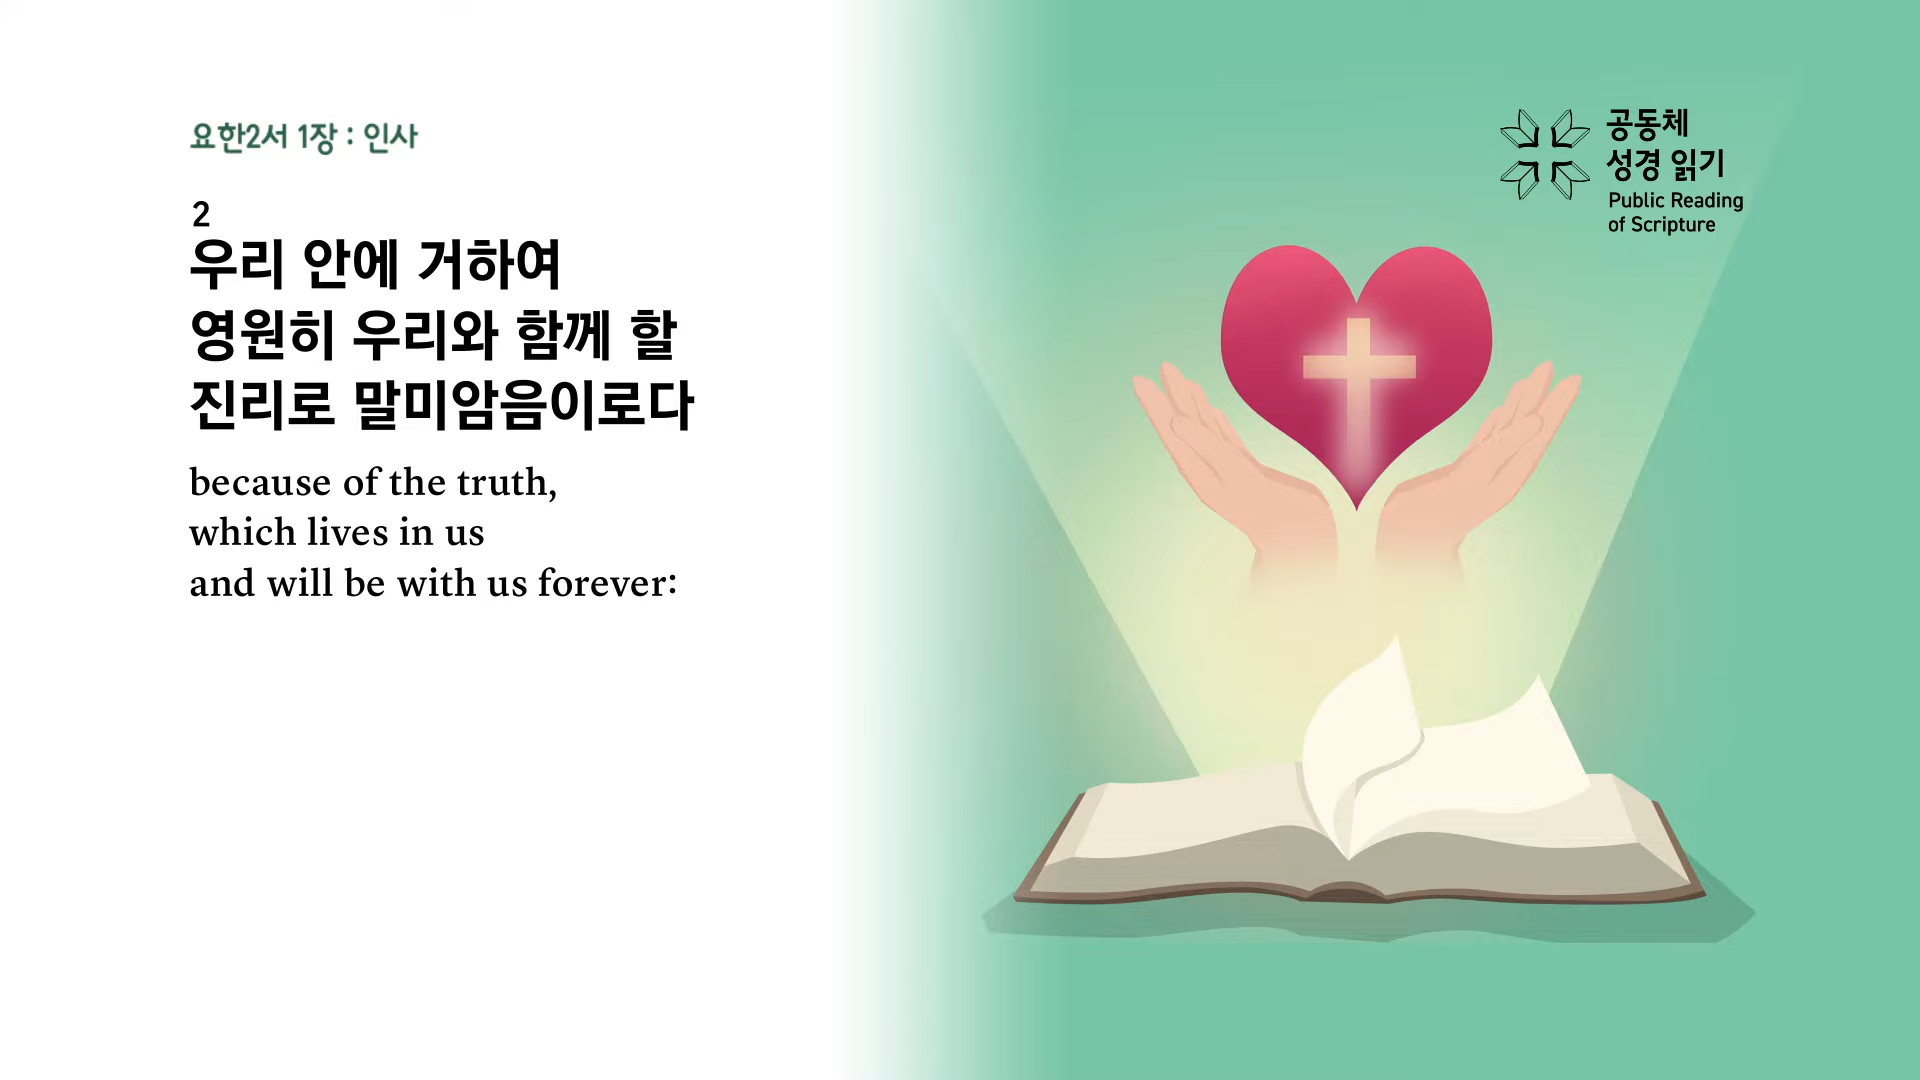 요한2서 1장 : 인사
2
우리 안에 거하여
영원히 우리와 함께 할
진리로 말미암음이로다
because of the truth,
which lives in us
and will be with us forever:
공동체
성경 읽기
Public Reading
of Scripture